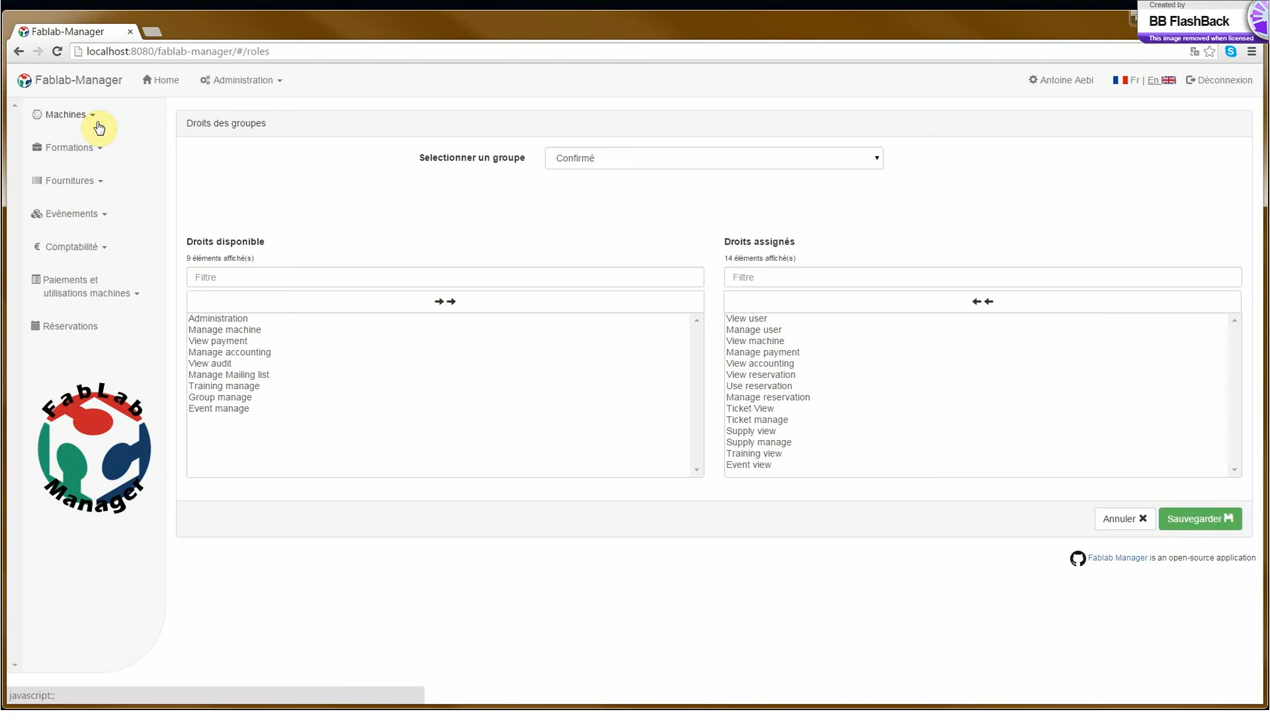 Created by
BB FlashBack
This image removed when licensed
Fablab-Manager
localhost:8080/fablab-manager/#/roles
Fablab-Manager
Home
Administration
Antoine Aebi
Fr | En
Déconnexion
Machines
Formations
Fournitures
Evènements
Comptabilité
Paiements et
utilisations machines
Réservations
FabLab
Manager
Droits des groupes
Selectionner un groupe
Confirmé
Droits disponible
9 éléments affiché(s)
Filtre
Administration
Manage machine
View payment
Manage accounting
View audit
Manage Mailing list
Training manage
Group manage
Event manage
Droits assignés
14 éléments affiché(s)
Filtre
View user
Manage user
View machine
Manage payment
View accounting
View reservation
Use reservation
Manage reservation
Ticket View
Ticket manage
Supply view
Supply manage
Training view
Event view
Annuler
Sauvegarder
Fablab Manager is an open-source application
javascript:;